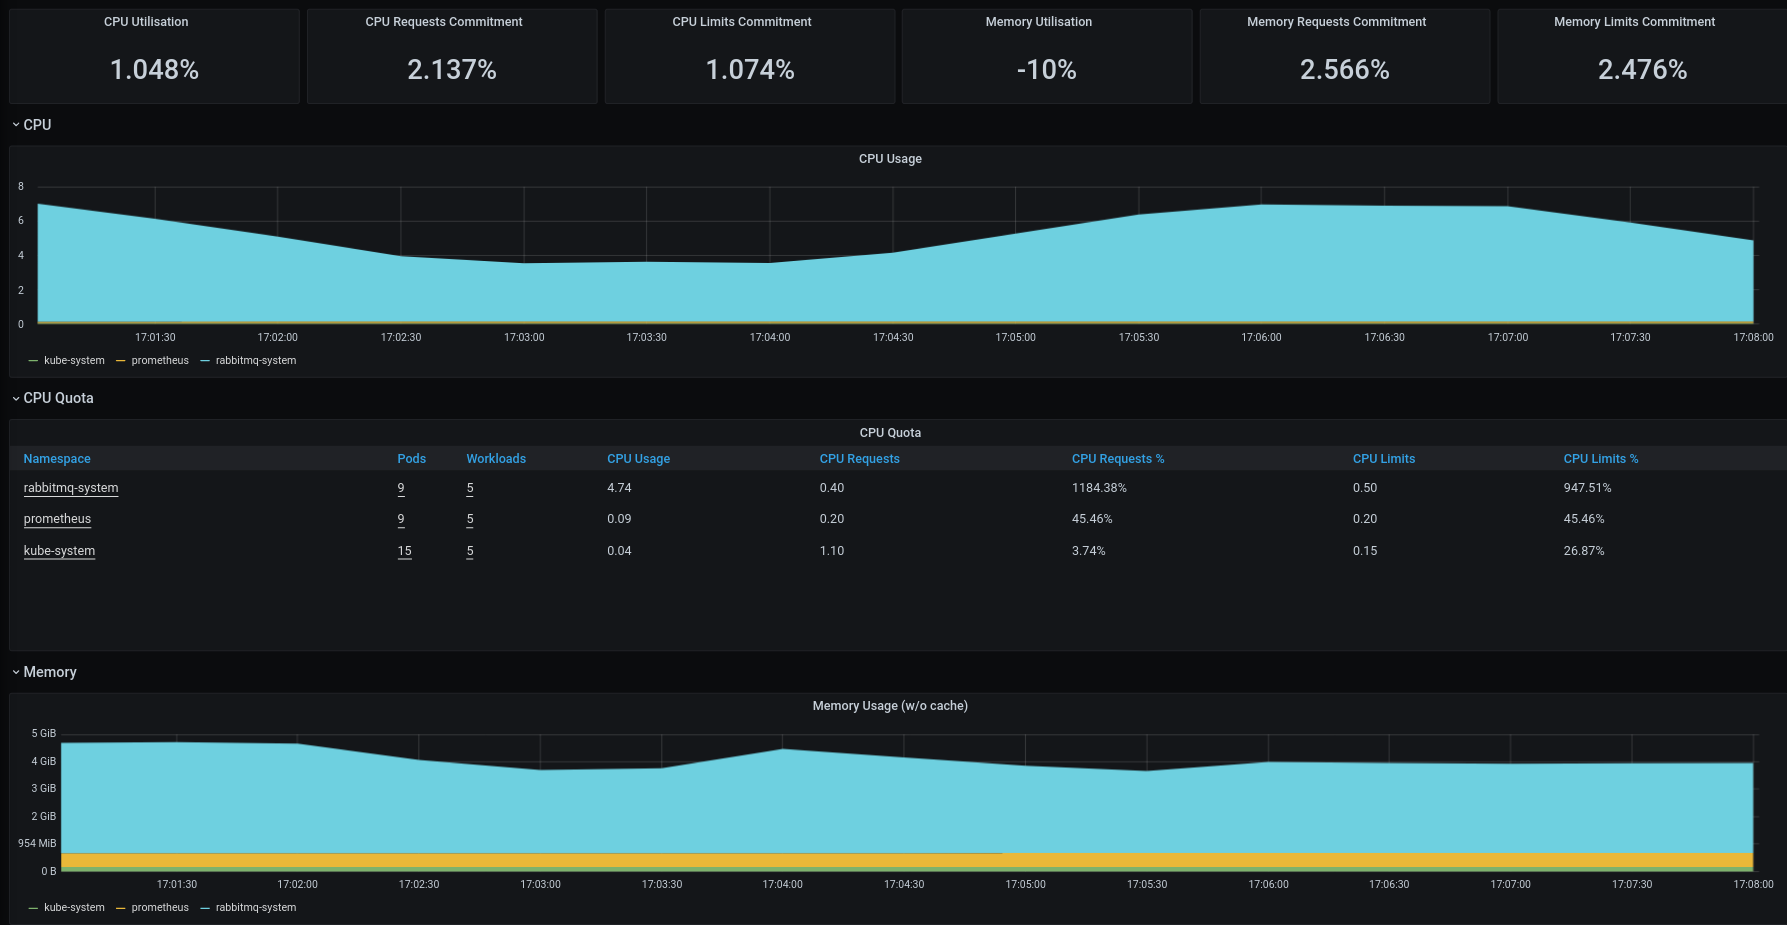 CPU Utilisation CPU Requests Commitment CPU Limits Commitment Memory Utilisation Memory Requests Commitment Memory Limits Commitment
1.048% 2.137% 1.074% -10% 2.566% 2.476%
CPU
CPU Usage
8
6
4
2
0
17:01:30 17:02:00 17:02:30 17:03:00 17:03:30 17:04:00 17:04:30 17:05:00 17:05:30 17:06:00 17:06:30 17:07:00 17:07:30 17:08:00
kube-system prometheus rabbitmq-system
CPU Quota
CPU Quota
Namespace Pods Workloads CPU Usage CPU Requests CPU Requests % CPU Limits CPU Limits %
rabbitmq-system 9 5 4.74 0.40 1184.38% 0.50 947.51%
prometheus 9 5 0.09 0.20 45.46% 0.20 45.46%
kube-system 15 5 0.04 1.10 3.74% 0.15 26.87%
Memory
Memory Usage (w/o cache)
5 GiB
4 GiB
3 GiB
2 GiB
954 MiB
0 B
17:01:30 17:02:00 17:02:30 17:03:00 17:03:30 17:04:00 17:04:30 17:05:00 17:05:30 17:06:00 17:06:30 17:07:00 17:07:30 17:08:00
kube-system prometheus rabbitmq-system